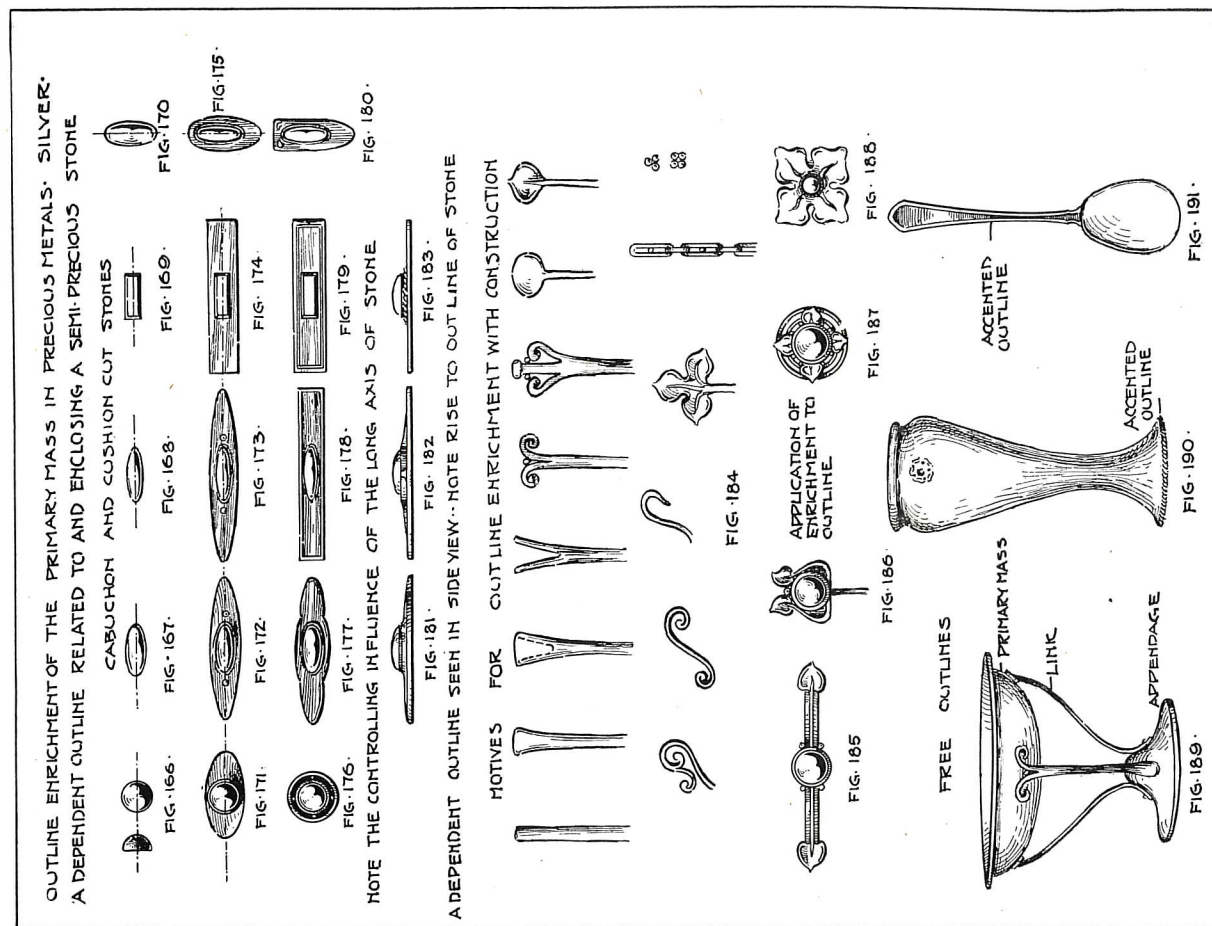 OUTLINE ENRICHMENT OF THE PRIMARY MASS IN PRECIOUS METALS· SILVER·
A DEPENDENT OUTLINE RELATED TO AND ENCLOSING A SEMI-PRECIOUS STONE
CABUCHON AND CUSHION CUT STONES
FIG·166· FIG·167· FIG·168· FIG·169· FIG·170
FIG·171· FIG·172· FIG·173· FIG·174· FIG·175·
FIG·176· FIG·177· FIG·178· FIG·179· FIG·180·
NOTE THE CONTROLLING INFLUENCE OF THE LONG AXIS OF STONE
FIG·181· FIG·182 FIG·183·
A DEPENDENT OUTLINE SEEN IN SIDE VIEW·· NOTE RISE TO OUTLINE OF STONE
MOTIVES FOR OUTLINE ENRICHMENT WITH CONSTRUCTION
FIG·184·
APPLICATION OF
ENRICHMENT TO
OUTLINE·
FIG·185 FIG·186· FIG·187 FIG·188
FREE OUTLINES
PRIMARY MASS
LINK
APPENDAGE
ACCENTED
OUTLINE
ACCENTED
OUTLINE
FIG·189· FIG·190· FIG·191·